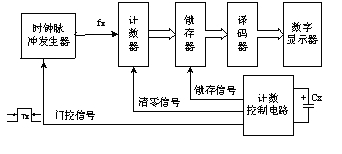 时钟脉
冲发生器
fx
计
数
器
储
存
器
译
码
器
数字
显示器
储存信号
清零信号
门控信号
Tx
计数
控制电路
+
Cx